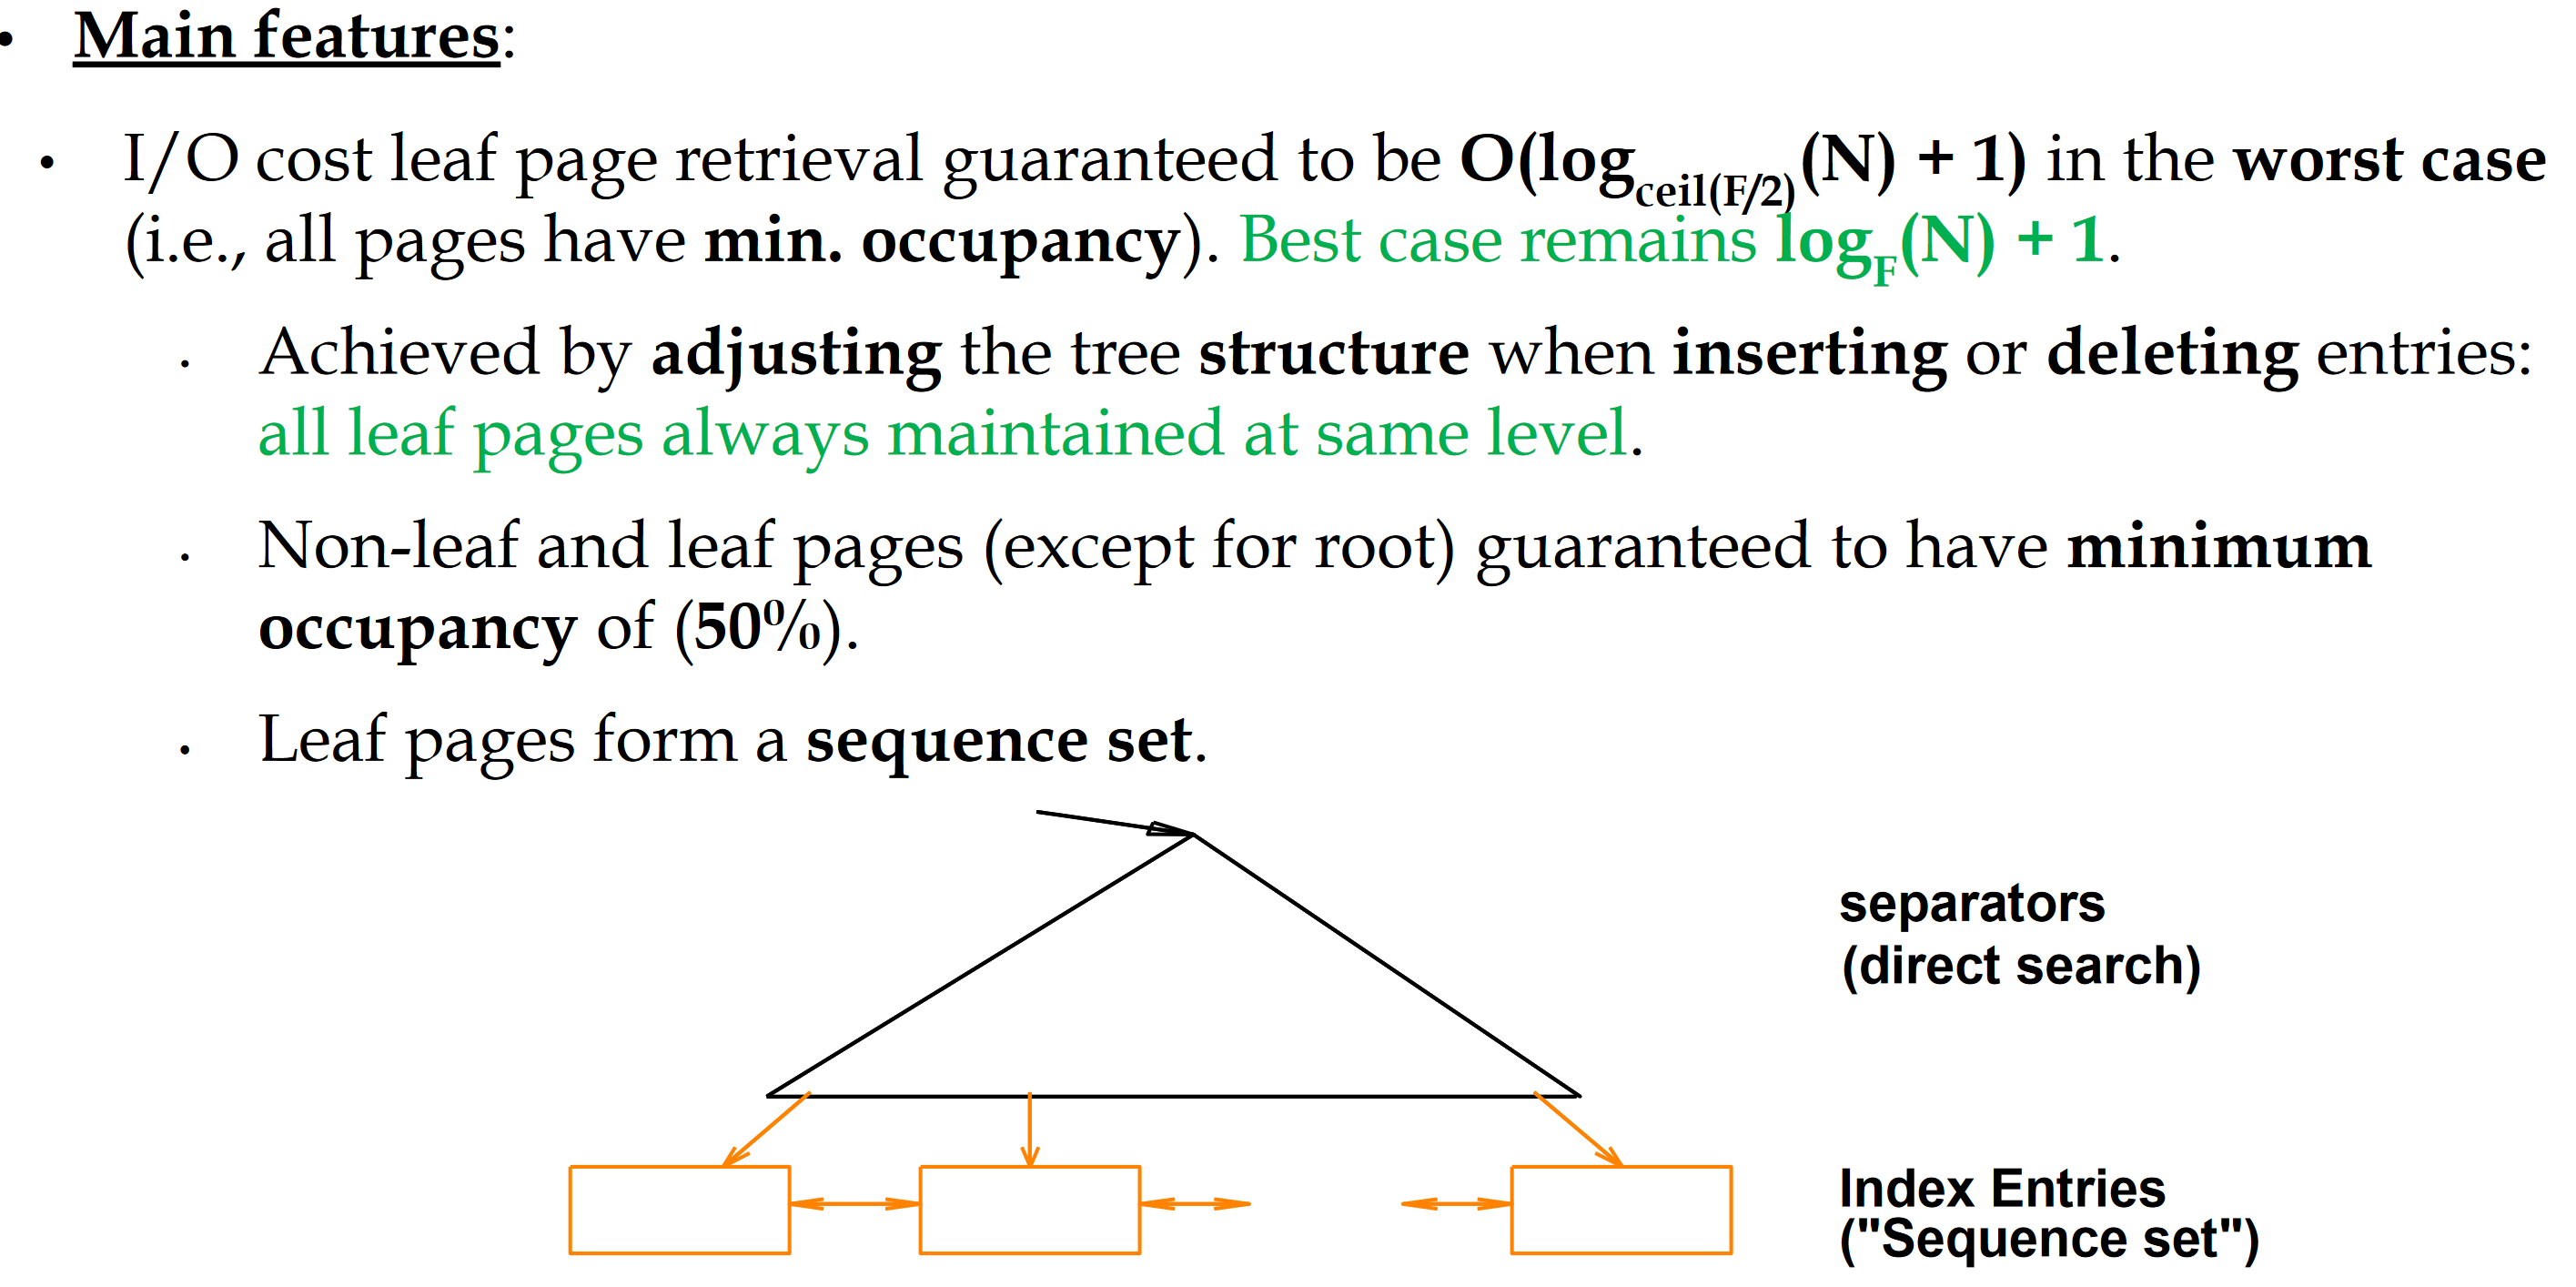 • Main features:
• I/O cost leaf page retrieval guaranteed to be O(log_ceil(F/2)(N) + 1) in the worst case
(i.e., all pages have min. occupancy). Best case remains log_F(N) + 1.
· Achieved by adjusting the tree structure when inserting or deleting entries:
all leaf pages always maintained at same level.
· Non-leaf and leaf pages (except for root) guaranteed to have minimum
occupancy of (50%).
· Leaf pages form a sequence set.
separators
(direct search)
Index Entries
("Sequence set")